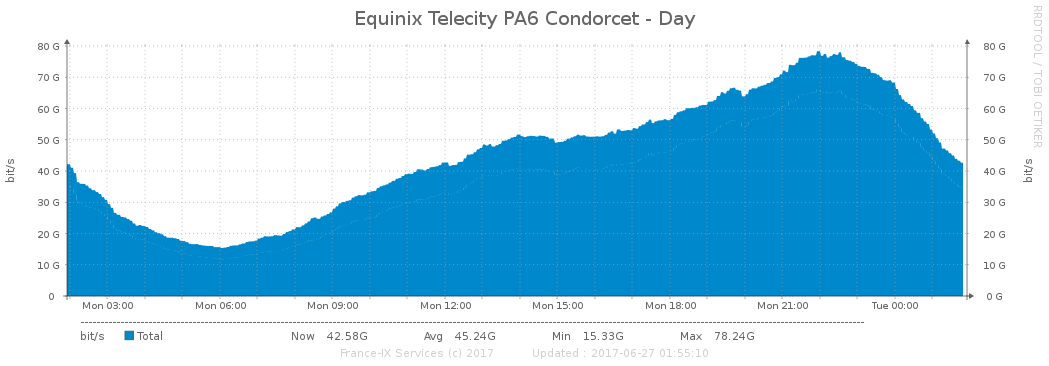 Equinix Telecity PA6 Condorcet - Day
RRDTOOL / TOBI OETIKER
80 G 80 G
70 G 70 G
60 G 60 G
50 G 50 G
40 G 40 G
30 G 30 G
20 G 20 G
10 G 10 G
0 0 G
bit/s bit/s
Mon 03:00 Mon 06:00 Mon 09:00 Mon 12:00 Mon 15:00 Mon 18:00 Mon 21:00 Tue 00:00
bit/s Total Now 42.58G Avg 45.24G Min 15.33G Max 78.24G
France-IX Services (c) 2017 Updated : 2017-06-27 01:55:10